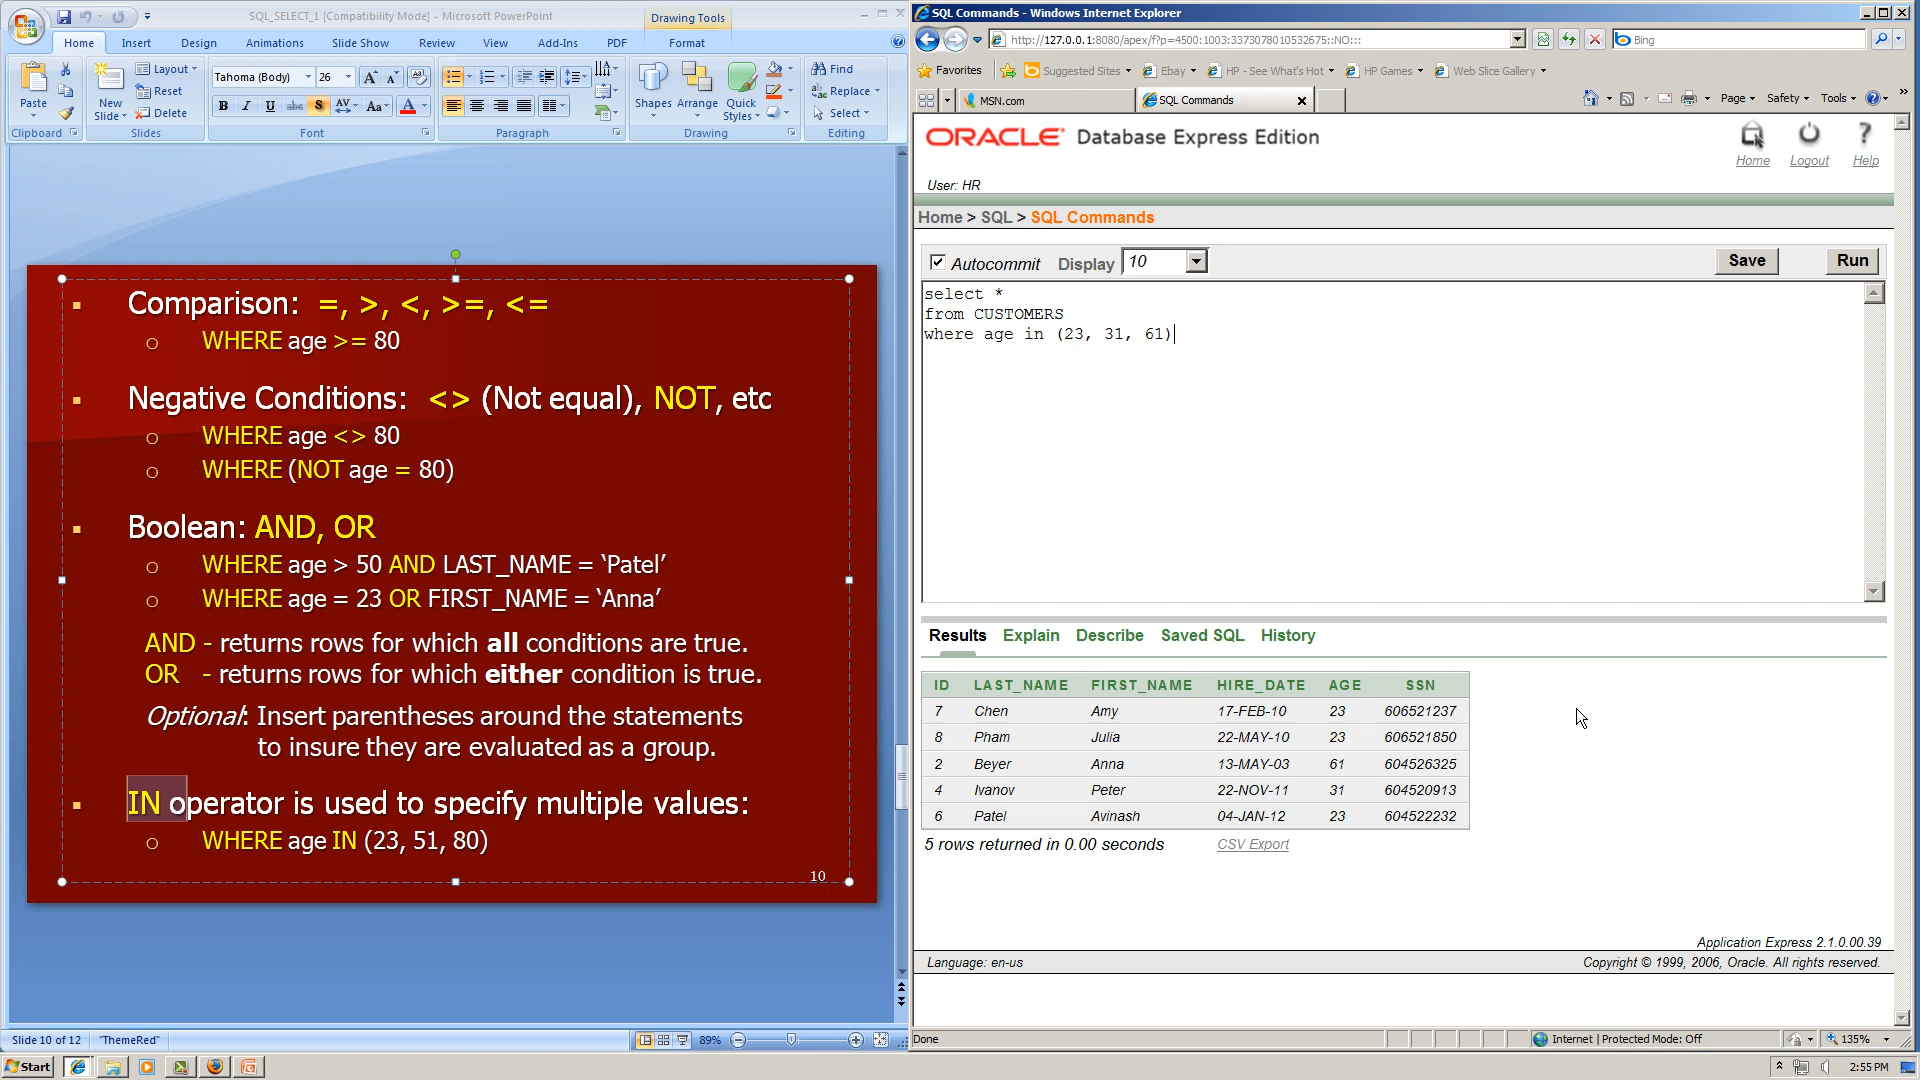 SQL_SELECT_1 [Compatibility Mode] - Microsoft PowerPoint
Drawing Tools
Home Insert Design Animations Slide Show Review View Add-Ins PDF Format
Paste
New Slide
Layout
Reset
Delete
Tahoma (Body) 26
B I U abc S AV Aa A
Shapes Arrange Quick Styles
Find
Replace
Select
Clipboard Slides Font Paragraph Drawing Editing
Comparison: =, >, <, >=, <=
o WHERE age >= 80
Negative Conditions: <> (Not equal), NOT, etc
o WHERE age <> 80
o WHERE (NOT age = 80)
Boolean: AND, OR
o WHERE age > 50 AND LAST_NAME = ‘Patel’
o WHERE age = 23 OR FIRST_NAME = ‘Anna’
AND - returns rows for which all conditions are true.
OR - returns rows for which either condition is true.
Optional: Insert parentheses around the statements
to insure they are evaluated as a group.
IN operator is used to specify multiple values:
o WHERE age IN (23, 51, 80)
10
Slide 10 of 12 "ThemeRed" 89%
SQL Commands - Windows Internet Explorer
http://127.0.0.1:8080/apex/f?p=4500:1003:3373078010532675::NO::: Bing
Favorites Suggested Sites Ebay HP - See What's Hot HP Games Web Slice Gallery
MSN.com SQL Commands Page Safety Tools
ORACLE Database Express Edition
Home Logout Help
User: HR
Home > SQL > SQL Commands
Autocommit Display 10 Save Run
select *
from CUSTOMERS
where age in (23, 31, 61)
Results Explain Describe Saved SQL History
ID LAST_NAME FIRST_NAME HIRE_DATE AGE SSN
7 Chen Amy 17-FEB-10 23 606521237
8 Pham Julia 22-MAY-10 23 606521850
2 Beyer Anna 13-MAY-03 61 604526325
4 Ivanov Peter 22-NOV-11 31 604520913
6 Patel Avinash 04-JAN-12 23 604522232
5 rows returned in 0.00 seconds CSV Export
Application Express 2.1.0.00.39
Language: en-us Copyright © 1999, 2006, Oracle. All rights reserved.
Done Internet | Protected Mode: Off 135%
Start 2:55 PM